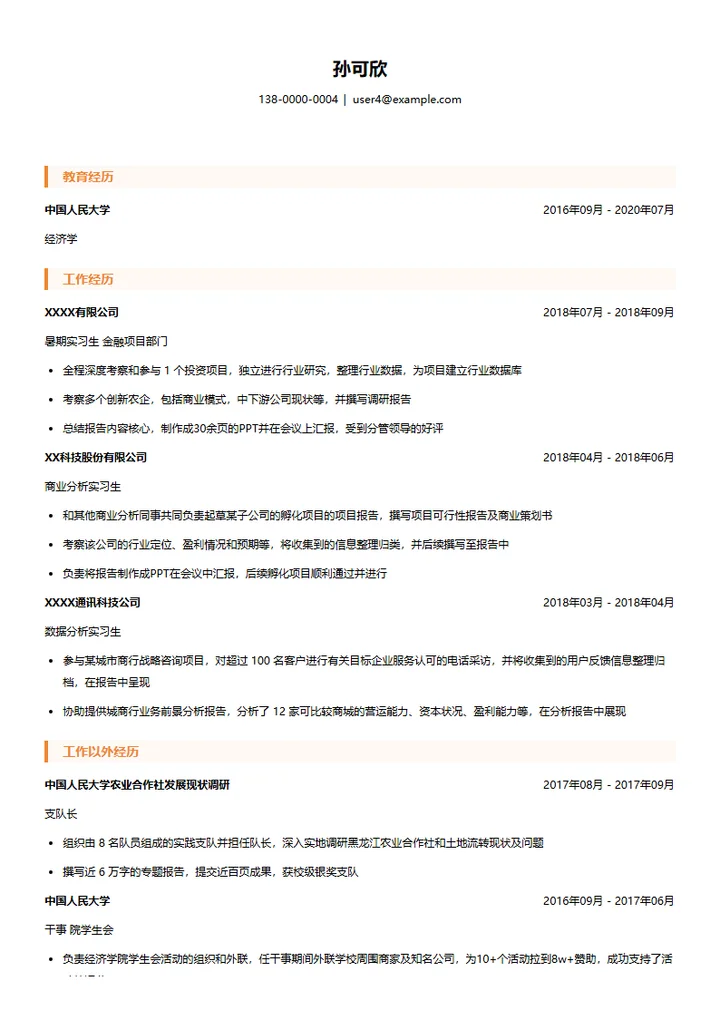 孙可欣
138-0000-0004 | user4@example.com
教育经历
中国人民大学 2016年09月 - 2020年07月
经济学
工作经历
XXXX有限公司 2018年07月 - 2018年09月
暑期实习生 金融项目部门
• 全程深度考察和参与 1 个投资项目，独立进行行业研究，整理行业数据，为项目建立行业数据库
• 考察多个创新农企，包括商业模式，中下游公司现状等，并撰写调研报告
• 总结报告内容核心，制作成30余页的PPT并在会议上汇报，受到分管领导的好评
XX科技股份有限公司 2018年04月 - 2018年06月
商业分析实习生
• 和其他商业分析同事共同负责起草某子公司的孵化项目的项目报告，撰写项目可行性报告及商业策划书
• 考察该公司的行业定位、盈利情况和预期等，将收集到的信息整理归类，并后续撰写至报告中
• 负责将报告制作成PPT在会议中汇报，后续孵化项目顺利通过并进行
XXXX通讯科技公司 2018年03月 - 2018年04月
数据分析实习生
• 参与某城市商行战略咨询项目，对超过 100 名客户进行有关目标企业服务认可的电话采访，并将收集到的用户反馈信息整理归
档，在报告中呈现
• 协助提供城商行业务前景分析报告，分析了 12 家可比较商城的营运能力、资本状况、盈利能力等，在分析报告中展现
工作以外经历
中国人民大学农业合作社发展现状调研 2017年08月 - 2017年09月
支队长
• 组织由 8 名队员组成的实践支队并担任队长，深入实地调研黑龙江农业合作社和土地流转现状及问题
• 撰写近 6 万字的专题报告，提交近百页成果，获校级银奖支队
中国人民大学 2016年09月 - 2017年06月
干事 院学生会
• 负责经济学院学生会活动的组织和外联，任干事期间外联学校周围商家及知名公司，为10+个活动拉到8w+赞助，成功支持了活